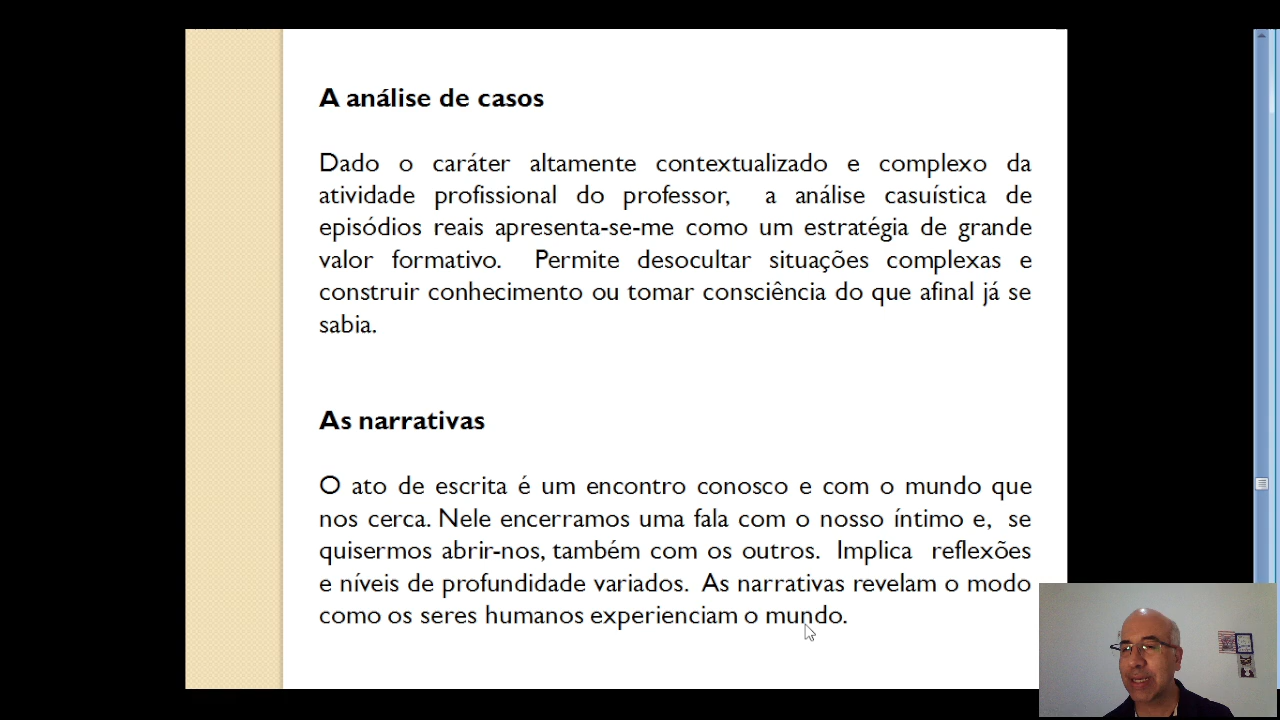 A análise de casos
Dado o caráter altamente contextualizado e complexo da
atividade profissional do professor, a análise casuística de
episódios reais apresenta-se-me como um estratégia de grande
valor formativo. Permite desocultar situações complexas e
construir conhecimento ou tomar consciência do que afinal já se
sabia.
As narrativas
O ato de escrita é um encontro conosco e com o mundo que
nos cerca. Nele encerramos uma fala com o nosso íntimo e, se
quisermos abrir-nos, também com os outros. Implica reflexões
e níveis de profundidade variados. As narrativas revelam o modo
como os seres humanos experienciam o mundo.